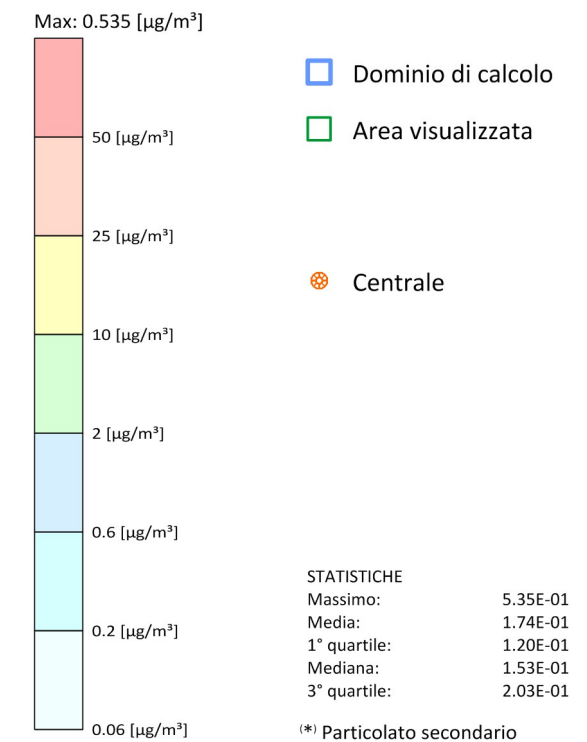 Max: 0.535 [µg/m³]
50 [µg/m³]
25 [µg/m³]
10 [µg/m³]
2 [µg/m³]
0.6 [µg/m³]
0.2 [µg/m³]
0.06 [µg/m³]
Dominio di calcolo
Area visualizzata
Centrale
STATISTICHE
Massimo: 5.35E-01
Media: 1.74E-01
1° quartile: 1.20E-01
Mediana: 1.53E-01
3° quartile: 2.03E-01
(*) Particolato secondario